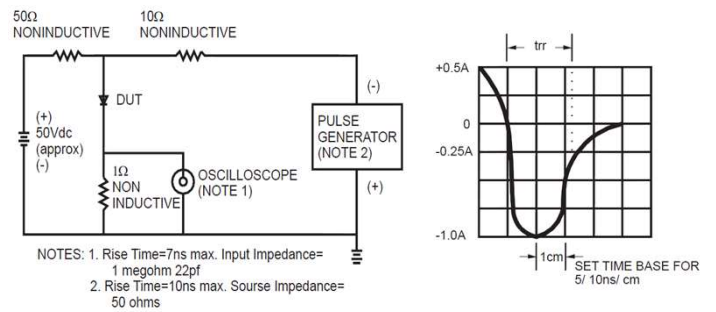 50Ω
NONINDUCTIVE
10Ω
NONINDUCTIVE
DUT
(+)
50Vdc
(approx)
(-)
1Ω
NON
INDUCTIVE
OSCILLOSCOPE
(NOTE 1)
(-)
PULSE
GENERATOR
(NOTE 2)
(+)
NOTES: 1. Rise Time=7ns max. Input Impedance=
1 megohm 22pf
2. Rise Time=10ns max. Sourse Impedance=
50 ohms
trr
+0.5A
0
-0.25A
-1.0A
1cm
SET TIME BASE FOR
5/ 10ns/ cm